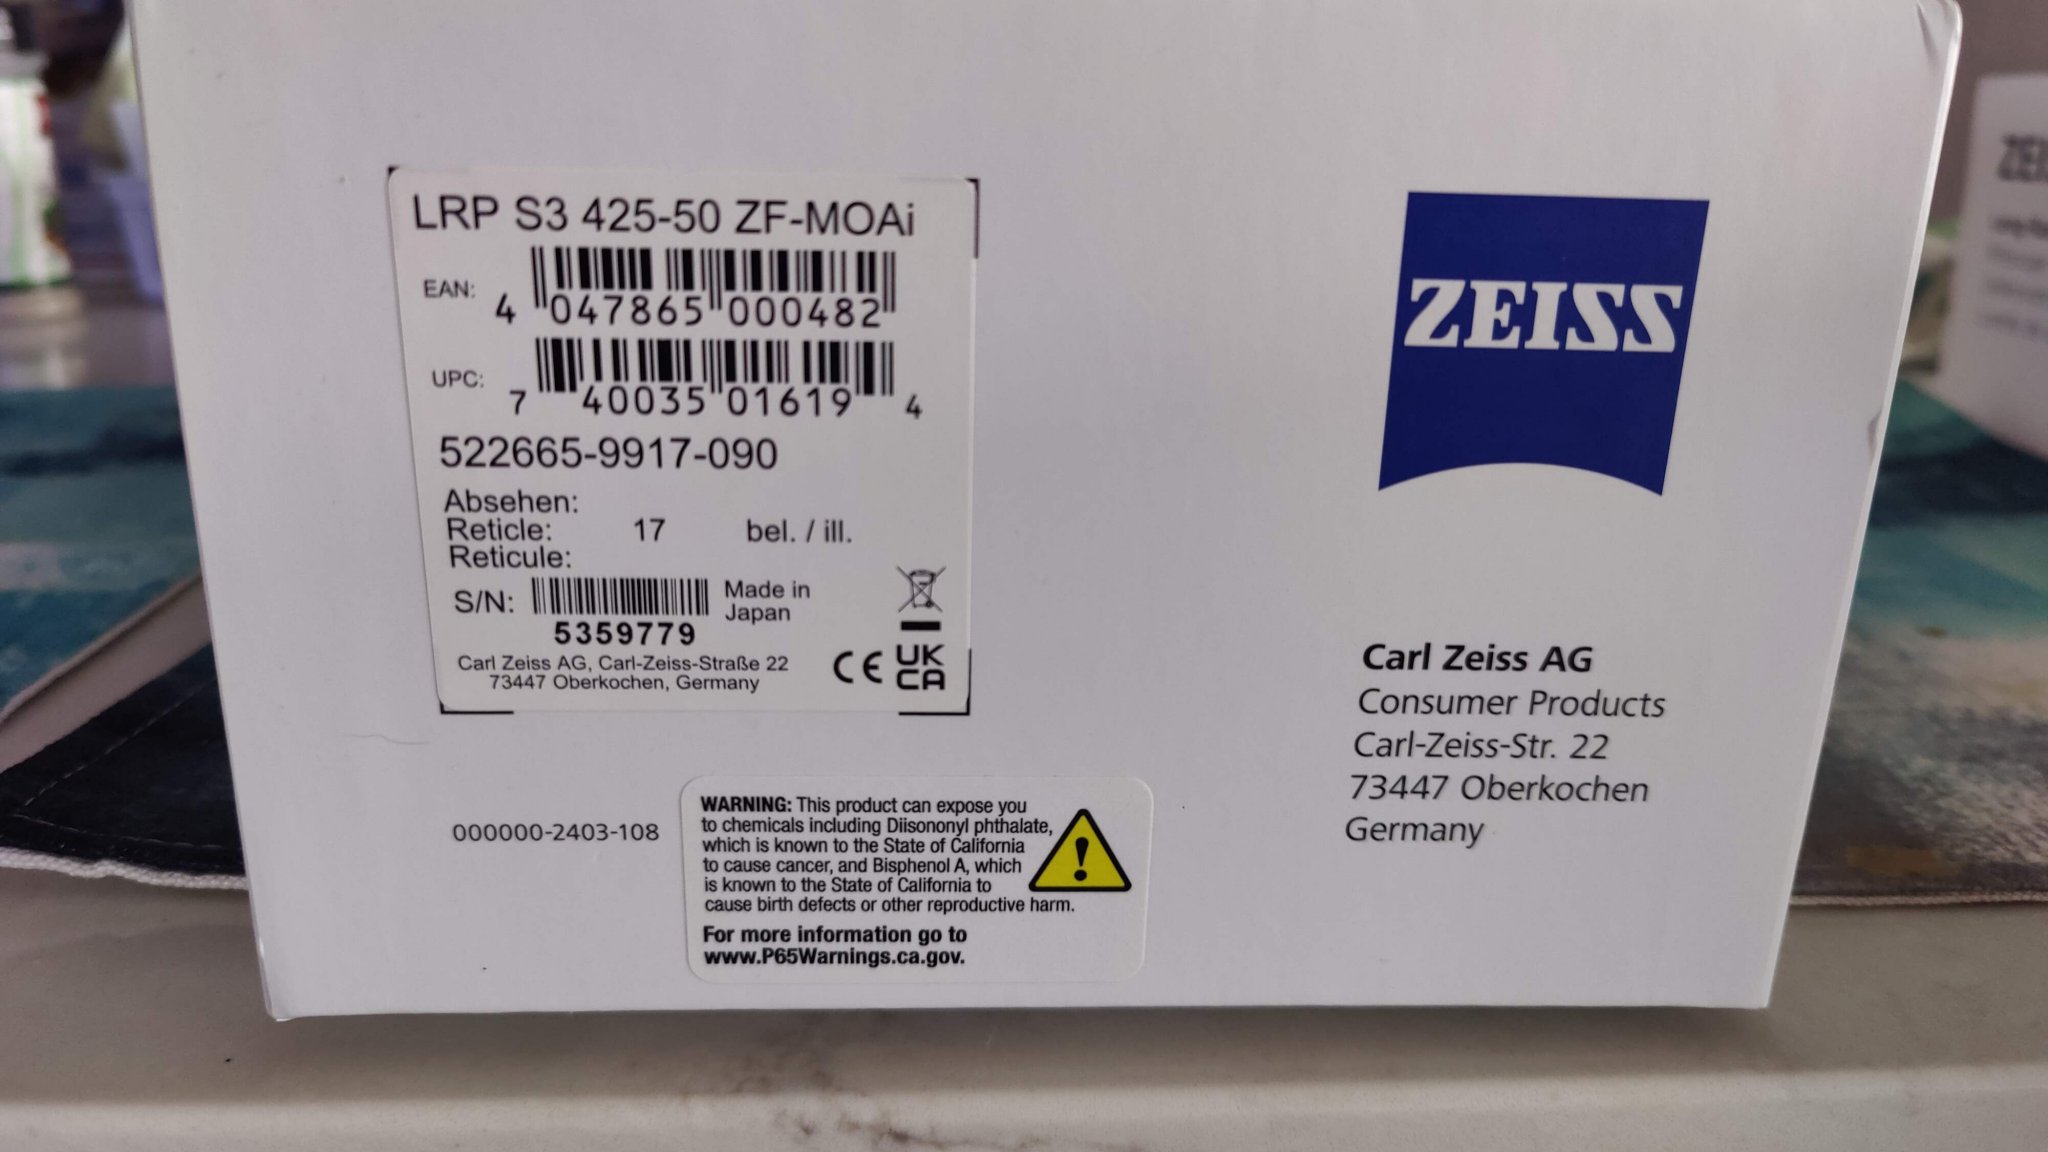 LRP S3 425-50 ZF-MOAi
EAN: 4 047865 000482
UPC: 7 40035 01619 4
522665-9917-090
Absehen:
Reticle: 17 bel. / ill.
Reticule:
S/N: Made in
Japan
5359779
Carl Zeiss AG, Carl-Zeiss-Straße 22
73447 Oberkochen, Germany
CE UK
CA
ZEISS
Carl Zeiss AG
Consumer Products
Carl-Zeiss-Str. 22
73447 Oberkochen
Germany
000000-2403-108
WARNING: This product can expose you
to chemicals including Diisononyl phthalate,
which is known to the State of California
to cause cancer, and Bisphenol A, which
is known to the State of California to
cause birth defects or other reproductive harm.
For more information go to
www.P65Warnings.ca.gov.